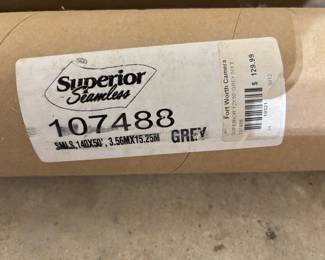 Superior
Seamless
107488
SMLS, 140X50', 3.56MX15.25M GREY
Fort Worth Camera
$ 129.99